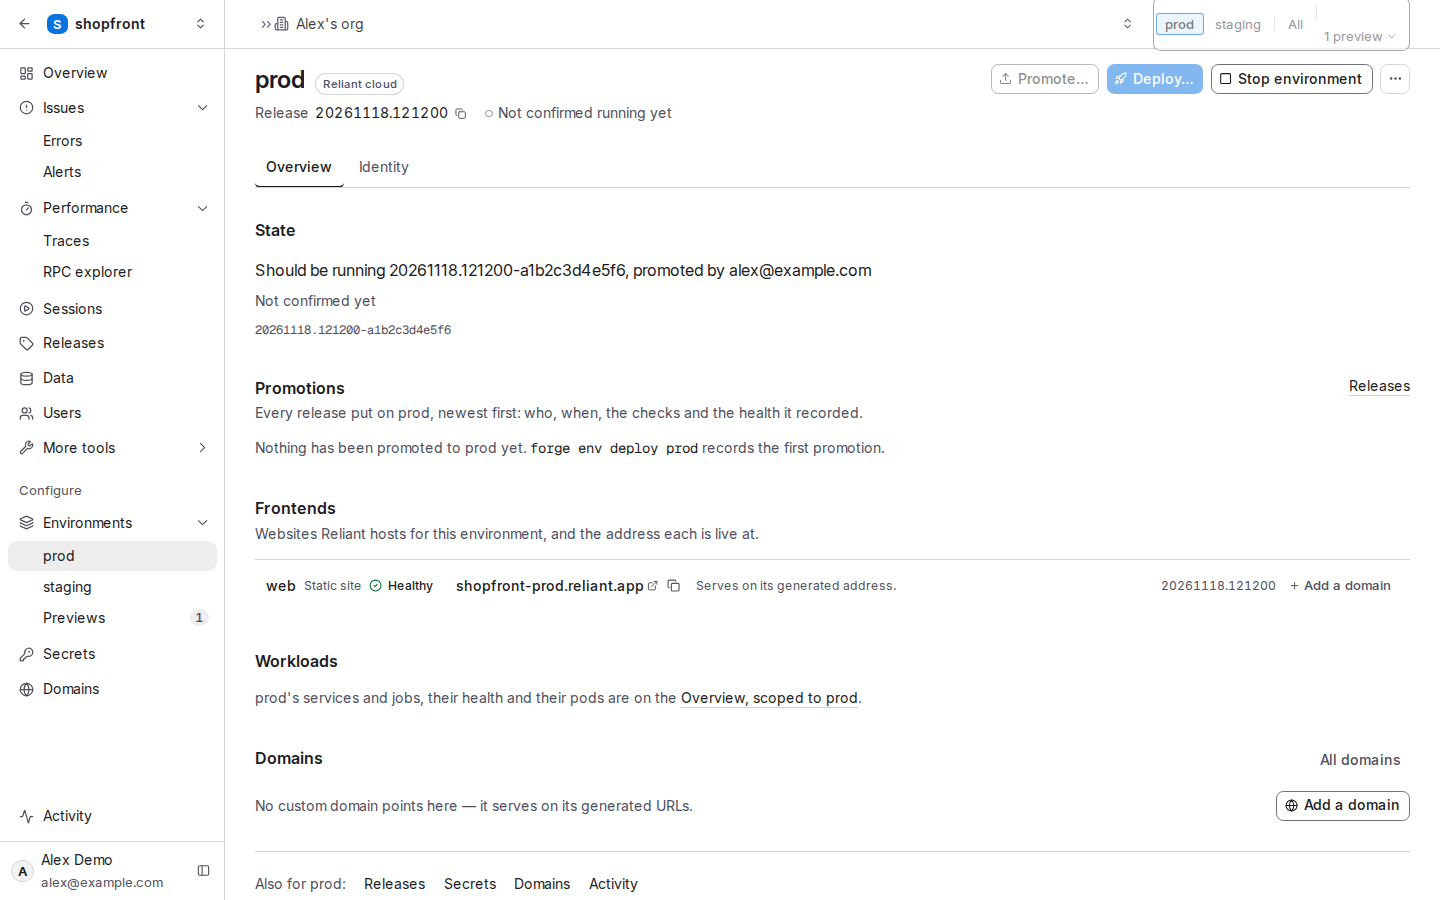 S shopfront
Overview
Issues
Errors
Alerts
Performance
Traces
RPC explorer
Sessions
Releases
Data
Users
More tools
Configure
Environments
prod
staging
Previews 1
Secrets
Domains
Activity
A Alex Demo
alex@example.com
Alex's org
prod staging All 1 preview
prod Reliant cloud
Promote... Deploy... Stop environment
Release 20261118.121200 Not confirmed running yet
Overview Identity
State
Should be running 20261118.121200-a1b2c3d4e5f6, promoted by alex@example.com
Not confirmed yet
20261118.121200-a1b2c3d4e5f6
Promotions Releases
Every release put on prod, newest first: who, when, the checks and the health it recorded.
Nothing has been promoted to prod yet. forge env deploy prod records the first promotion.
Frontends
Websites Reliant hosts for this environment, and the address each is live at.
web Static site Healthy shopfront-prod.reliant.app Serves on its generated address. 20261118.121200 + Add a domain
Workloads
prod's services and jobs, their health and their pods are on the Overview, scoped to prod.
Domains All domains
No custom domain points here — it serves on its generated URLs. Add a domain
Also for prod: Releases Secrets Domains Activity